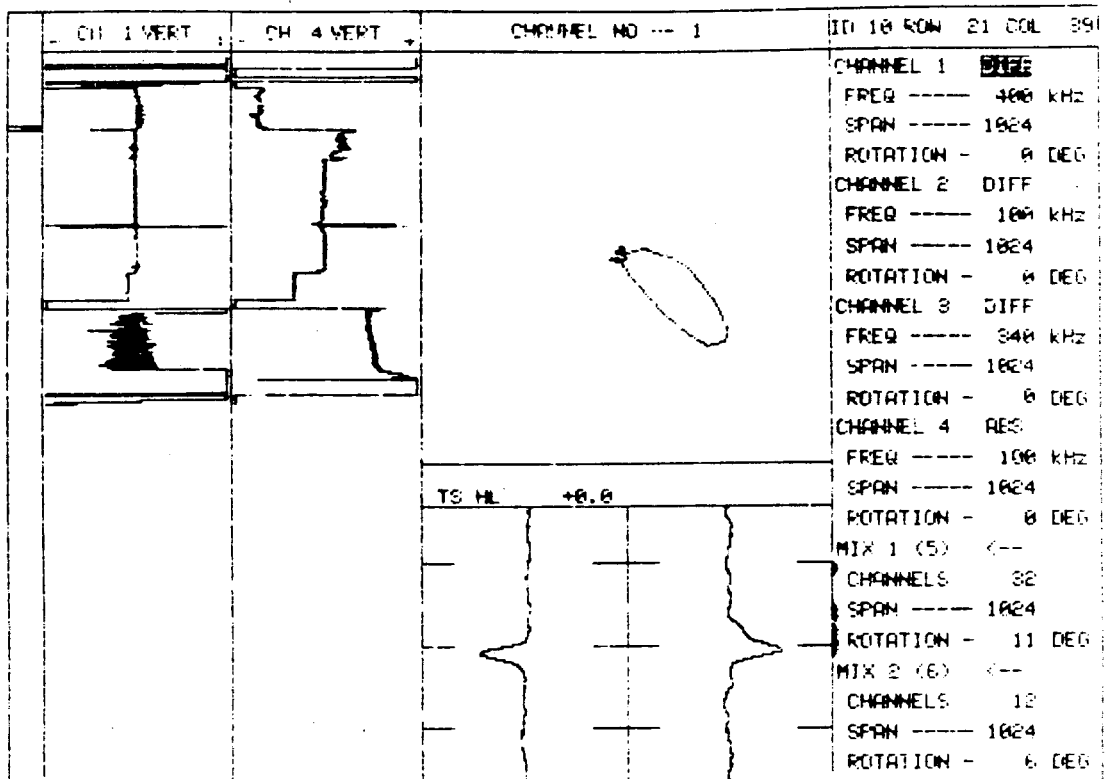 CH 1 VERT
CH 4 VERT
CHANNEL NO -- 1
ID 10 ROW 21 COL 39
CHANNEL 1 DIFF
FREQ ----- 400 kHz
SPAN ----- 1024
ROTATION - 0 DEG
CHANNEL 2 DIFF
FREQ ----- 100 kHz
SPAN ----- 1024
ROTATION - 0 DEG
CHANNEL 3 DIFF
FREQ ----- 340 kHz
SPAN ----- 1024
ROTATION - 0 DEG
CHANNEL 4 ABS
FREQ ----- 100 kHz
SPAN ----- 1024
ROTATION - 0 DEG
MIX 1 (5) <--
CHANNELS 32
SPAN ----- 1024
ROTATION - 11 DEG
MIX 2 (6) <--
CHANNELS 12
SPAN ----- 1024
ROTATION - 6 DEG
TS HL +0.0